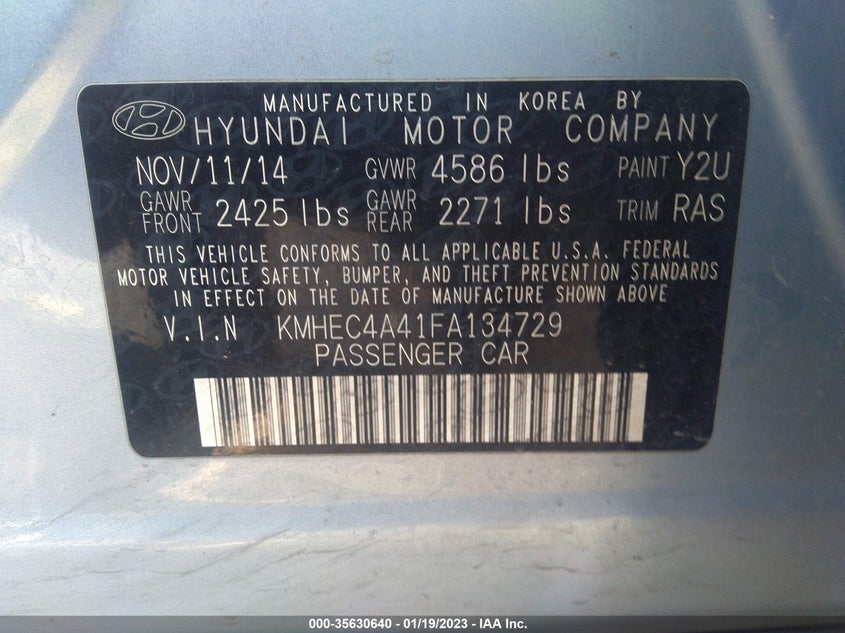 MANUFACTURED IN KOREA BY
HYUNDAI MOTOR COMPANY
NOV/11/14 GVWR 4586 lbs PAINT Y2U
GAWR FRONT 2425 lbs GAWR REAR 2271 lbs TRIM RAS
THIS VEHICLE CONFORMS TO ALL APPLICABLE U.S.A. FEDERAL
MOTOR VEHICLE SAFETY, BUMPER, AND THEFT PREVENTION STANDARDS
IN EFFECT ON THE DATE OF MANUFACTURE SHOWN ABOVE
V.I.N KMHEC4A41FA134729
PASSENGER CAR
000-35630640 - 01/19/2023 - IAA Inc.